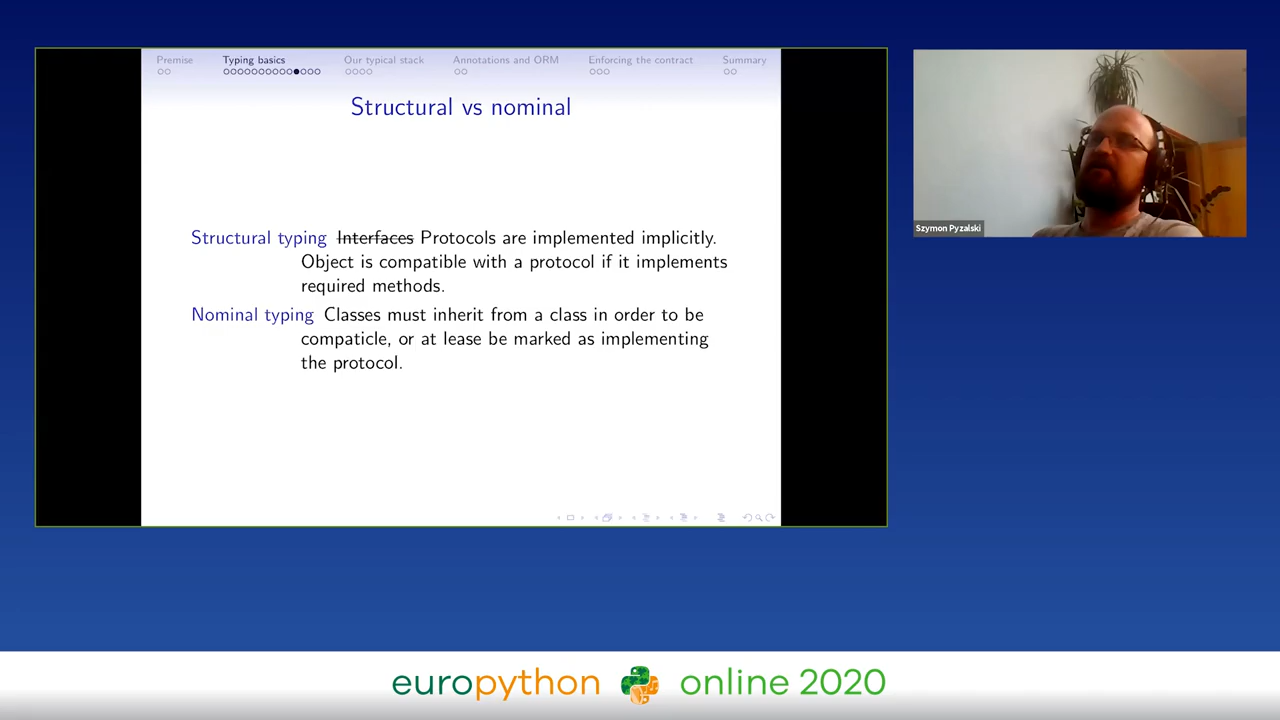 Premise
Typing basics
Our typical stack
Annotations and ORM
Enforcing the contract
Summary
Structural vs nominal
Structural typing Interfaces Protocols are implemented implicitly.
Object is compatible with a protocol if it implements
required methods.
Nominal typing Classes must inherit from a class in order to be
compaticle, or at lease be marked as implementing
the protocol.
Szymon Pyzalski
europython online 2020